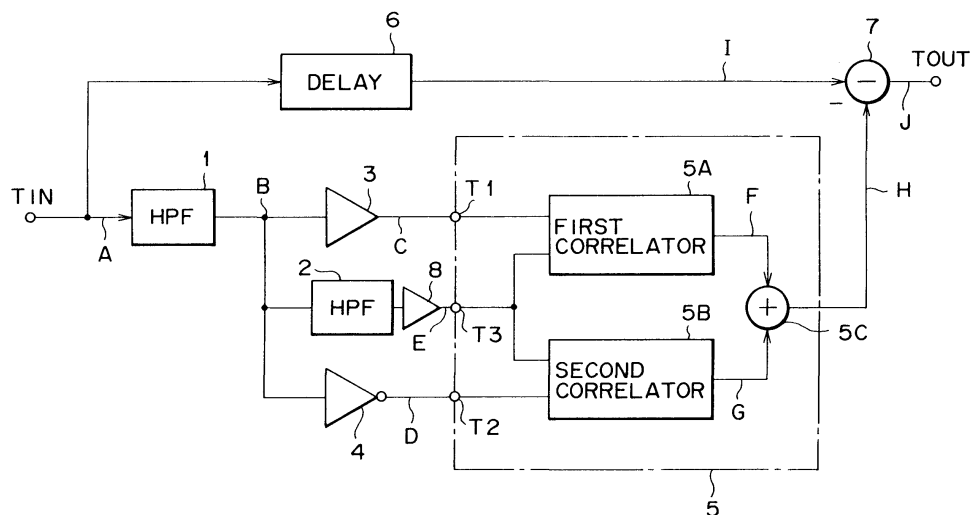 6
7
TOUT
DELAY
I
−
−
J
TIN
1
B
3
T1
5A
H
A
HPF
C
FIRST
CORRELATOR
F
2
8
HPF
E
T3
5B
+
5C
SECOND
CORRELATOR
G
4
D
T2
5